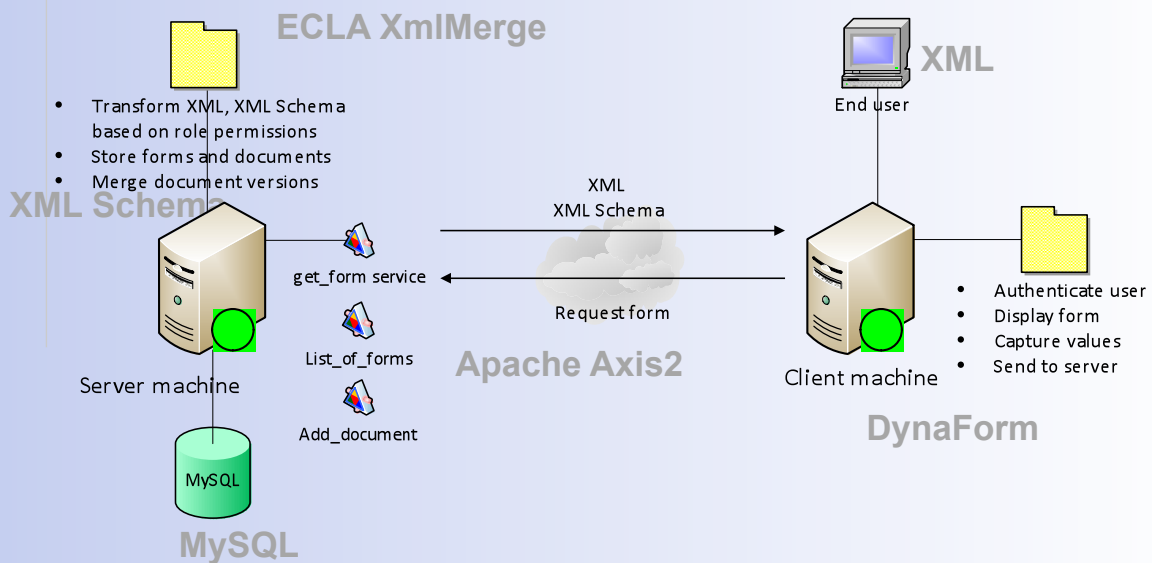 ECLA XmlMerge
XML
End user
• Transform XML, XML Schema
based on role permissions
• Store forms and documents
• Merge document versions
XML Schema
XML
XML Schema
get_form service
Request form
List_of_forms
Add_document
Apache Axis2
Server machine
MySQL
MySQL
Client machine
• Authenticate user
• Display form
• Capture values
• Send to server
DynaForm